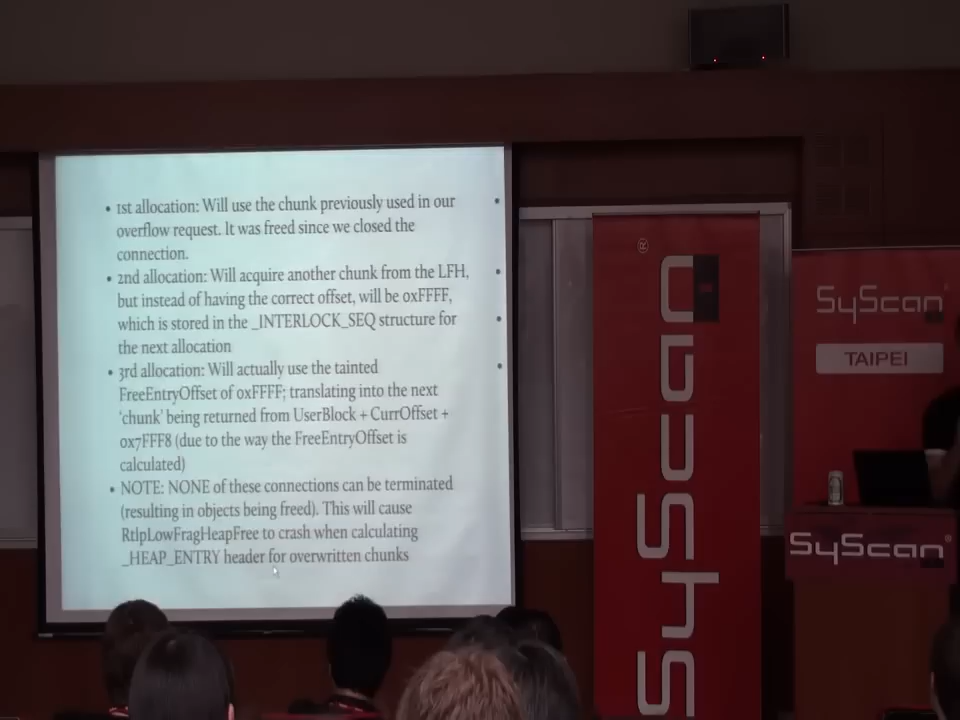 • 1st allocation: Will use the chunk previously used in our
overflow request. It was freed since we closed the
connection.
• 2nd allocation: Will acquire another chunk from the LFH,
but instead of having the correct offset, will be 0xFFFF,
which is stored in the _INTERLOCK_SEQ structure for
the next allocation
• 3rd allocation: Will actually use the tainted
FreeEntryOffset of 0xFFFF; translating into the next
'chunk' being returned from UserBlock + CurrOffset +
0x7FFF8 (due to the way the FreeEntryOffset is
calculated)
• NOTE: NONE of these connections can be terminated
(resulting in objects being freed). This will cause
RtlpLowFragHeapFree to crash when calculating
_HEAP_ENTRY header for overwritten chunks
SyScan®
SyScan
TAIPEI
SyScan®